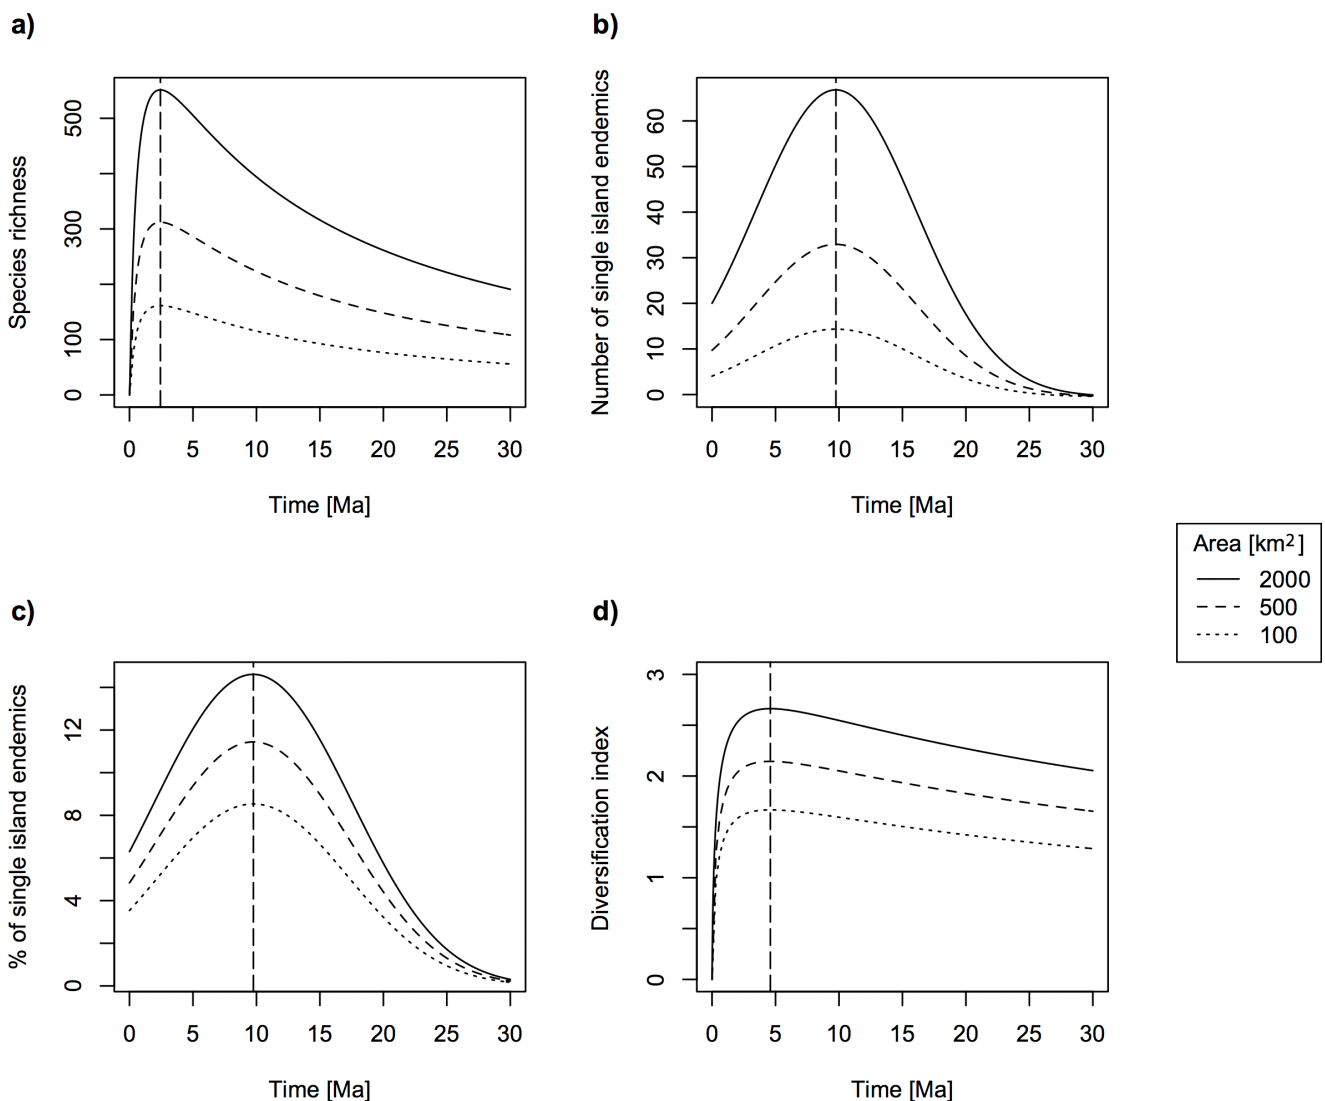 a)
Species richness
500
300
100
0
0 5 10 15 20 25 30
Time [Ma]
b)
Number of single island endemics
60
50
40
30
20
10
0
0 5 10 15 20 25 30
Time [Ma]
Area [km²]
2000
500
100
c)
% of single island endemics
12
8
4
0
0 5 10 15 20 25 30
Time [Ma]
d)
Diversification index
3
2
1
0
0 5 10 15 20 25 30
Time [Ma]